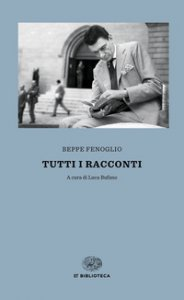 BEPPE FENOGLIO
TUTTI I RACCONTI
A cura di Luca Bufano
ET BIBLIOTECA